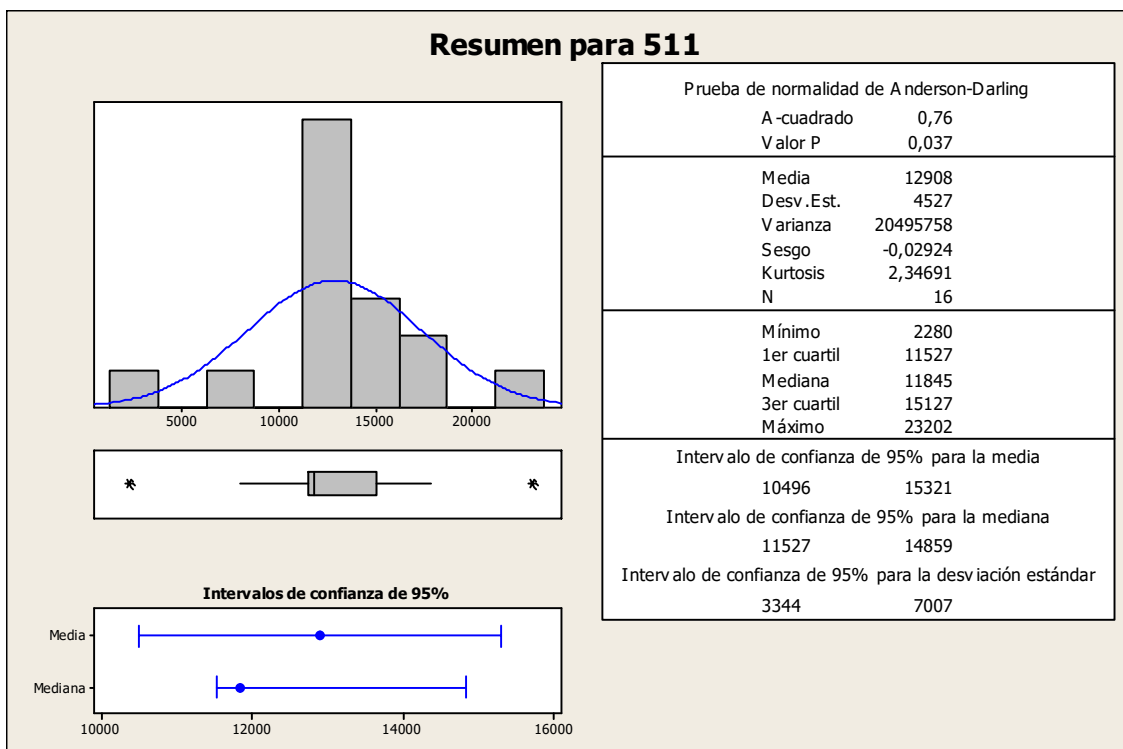 Resumen para 511
5000 10000 15000 20000
Intervalos de confianza de 95%
Media
Mediana
10000 12000 14000 16000
Prueba de normalidad de Anderson-Darling
A-cuadrado 0,76
Valor P 0,037
Media 12908
Desv.Est. 4527
Varianza 20495758
Sesgo -0,02924
Kurtosis 2,34691
N 16
Mínimo 2280
1er cuartil 11527
Mediana 11845
3er cuartil 15127
Máximo 23202
Intervalo de confianza de 95% para la media
10496 15321
Intervalo de confianza de 95% para la mediana
11527 14859
Intervalo de confianza de 95% para la desviación estándar
3344 7007